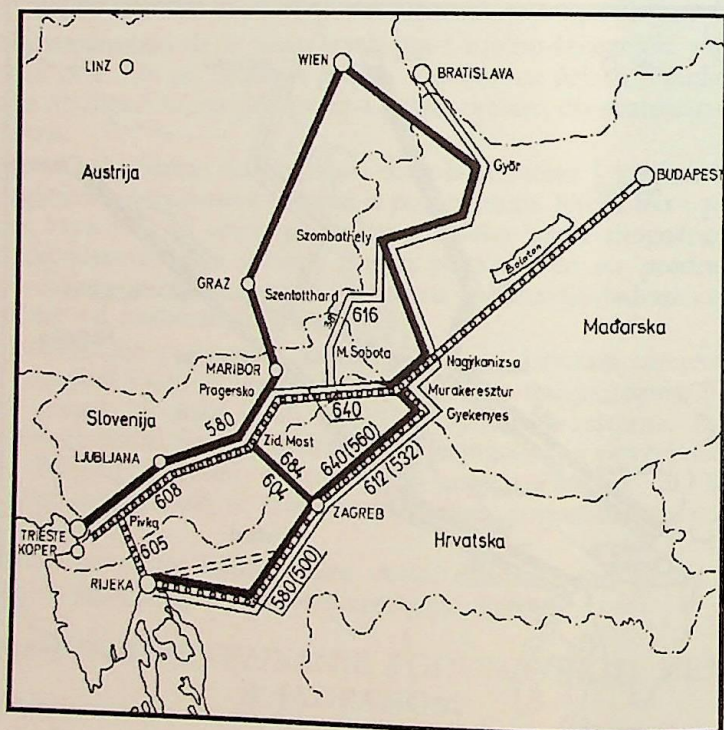 LINZ
WIEN
BRATISLAVA
Austrija
Győr
BUDAPEST
Szombathely
Balaton
GRAZ
Szentotthard
616
Mađarska
M. Sobota
MARIBOR
Nagykanizsa
Pragersko
Murakeresztur
Slovenija
580
640
Gyekenyes
LJUBLJANA
Zid. Most
684
604
640(560)
612 (532)
608
TRIESTE
KOPER
Pivka
605
ZAGREB
Hrvatska
RIJEKA
580(500)